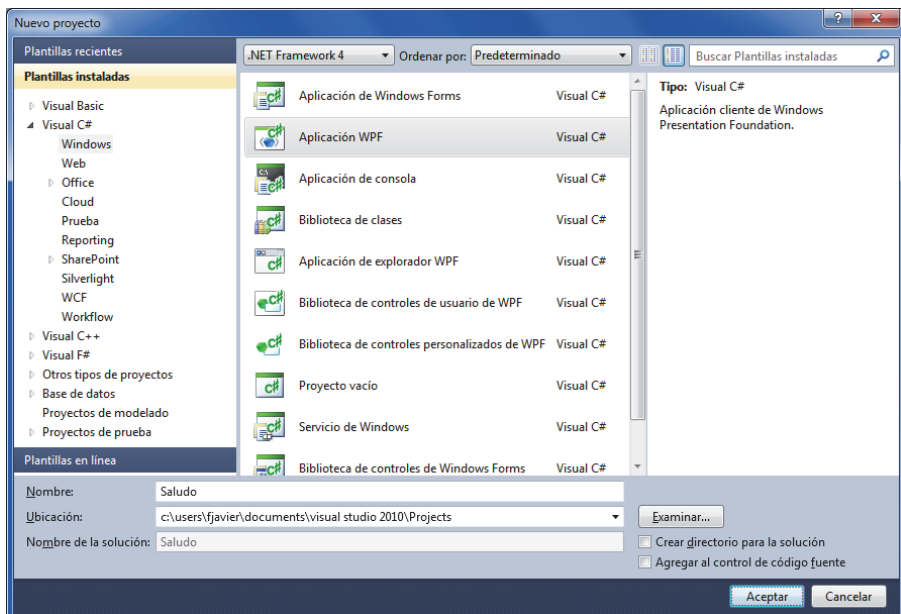 Nuevo proyecto
Plantillas recientes
.NET Framework 4 Ordenar por: Predeterminado Buscar Plantillas instaladas
Plantillas instaladas
Visual Basic
Visual C#
Windows
Web
Office
Cloud
Prueba
Reporting
SharePoint
Silverlight
WCF
Workflow
Visual C++
Visual F#
Otros tipos de proyectos
Base de datos
Proyectos de modelado
Proyectos de prueba
Plantillas en línea
Aplicación de Windows Forms Visual C#
Aplicación WPF Visual C#
Aplicación de consola Visual C#
Biblioteca de clases Visual C#
Aplicación de explorador WPF Visual C#
Biblioteca de controles de usuario de WPF Visual C#
Biblioteca de controles personalizados de WPF Visual C#
Proyecto vacío Visual C#
Servicio de Windows Visual C#
Biblioteca de controles de Windows Forms Visual C#
Tipo: Visual C#
Aplicación cliente de Windows
Presentation Foundation.
Nombre: Saludo
Ubicación: c:\users\fjavier\documents\visual studio 2010\Projects Examinar...
Nombre de la solución: Saludo
Crear directorio para la solución
Agregar al control de código fuente
Aceptar Cancelar